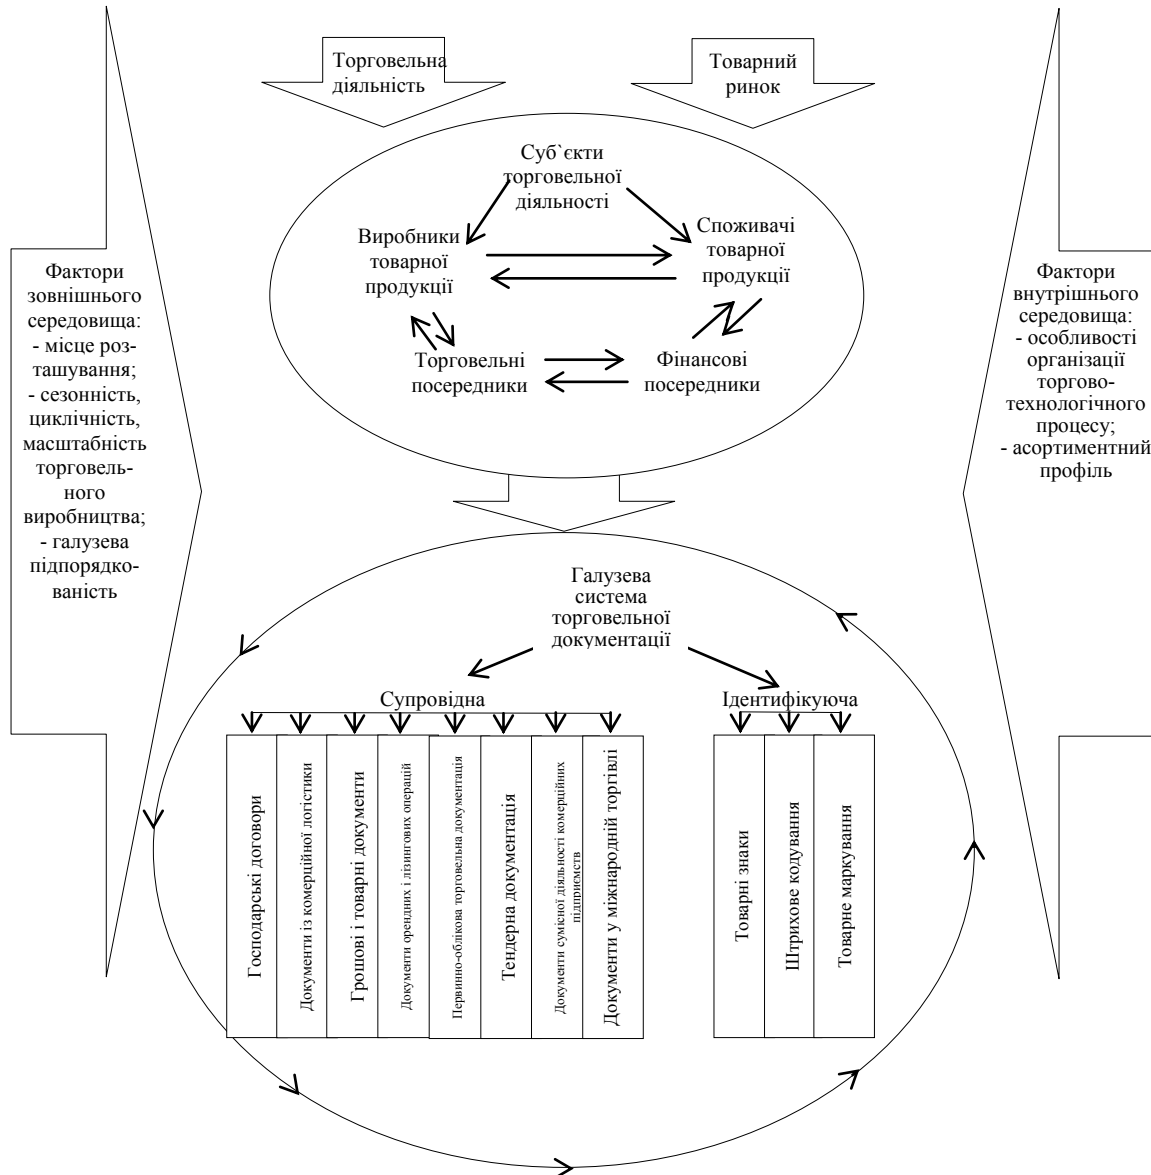 Торговельна
діяльність
Товарний
ринок
Суб`єкти
торговельної
діяльності
Виробники
товарної
продукції
Споживачі
товарної
продукції
Торговельні
посередники
Фінансові
посередники
Фактори
зовнішнього
середовища:
- місце роз-
ташування;
- сезонність,
циклічність,
масштабність
торговель-
ного
виробництва;
- галузева
підпорядко-
ваність
Фактори
внутрішнього
середовища:
- особливості
організації
торгово-
технологічного
процесу;
- асортиментний
профіль
Галузева
система
торговельної
документації
Супровідна
Ідентифікуюча
Господарські договори
Документи із комерційної логістики
Грошові і товарні документи
Документи орендних і лізингових операцій
Первинно-облікова торговельна документація
Тендерна документація
Документи сумісної діяльності комерційних
підприємств
Документи у міжнародній торгівлі
Товарні знаки
Штрихове кодування
Товарне маркування